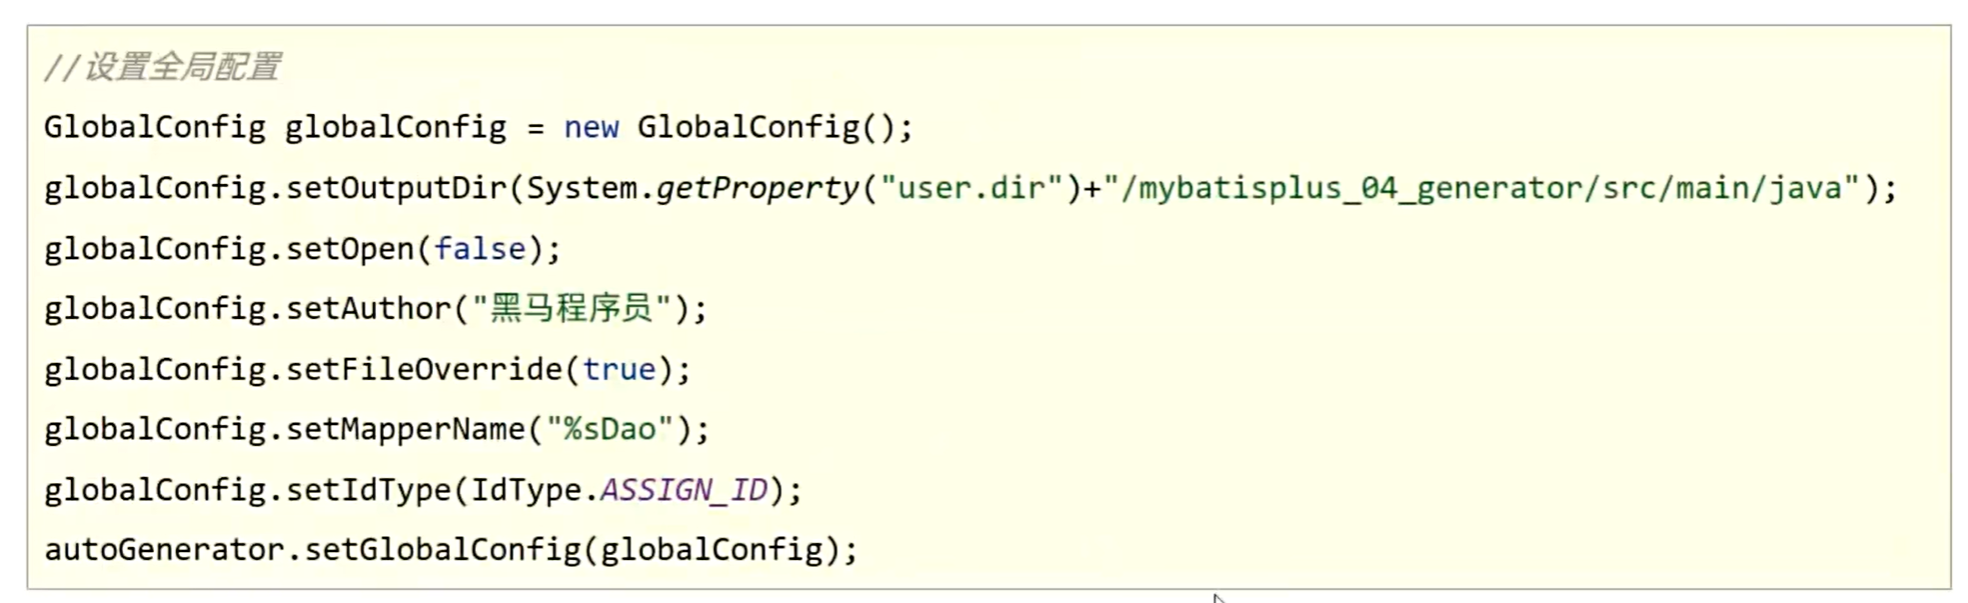 //设置全局配置
GlobalConfig globalConfig = new GlobalConfig();
globalConfig.setOutputDir(System.getProperty("user.dir")+"/mybatisplus_04_generator/src/main/java");
globalConfig.setOpen(false);
globalConfig.setAuthor("黑马程序员");
globalConfig.setFileOverride(true);
globalConfig.setMapperName("%sDao");
globalConfig.setIdType(IdType.ASSIGN_ID);
autoGenerator.setGlobalConfig(globalConfig);